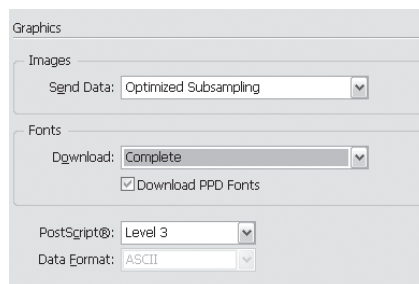 Graphics
Images
Send Data: Optimized Subsampling
Fonts
Download: Complete
Download PPD Fonts
PostScript®: Level 3
Data Format: ASCII